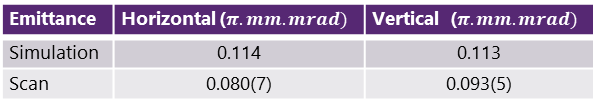 Emittance Horizontal (π.mm.mrad) Vertical (π.mm.mrad)
Simulation 0.114 0.113
Scan 0.080(7) 0.093(5)